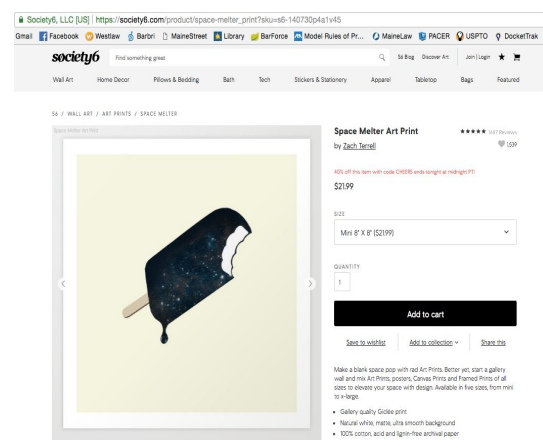 Society6, LLC [US] | https://society6.com/product/space-melter_print?sku=s6-140730p4a1v45
Gmail Facebook Westlaw Barbri MaineStreet Library BarForce Model Rules of Pr... MaineLaw PACER USPTO DocketTrak
society6 Find something great S6 Blog Discover Art Join | Login
Wall Art Home Decor Pillows & Bedding Bath Tech Stickers & Stationery Apparel Tabletop Bags Featured
S6 / WALL ART / ART PRINTS / SPACE MELTER
Space Melter Art Print
Space Melter Art Print
Reviews
by Zach Terrell 1,539
40% off this item with code CHEERS ends tonight at midnight PT!
$21.99
SIZE
Mini 8" X 8" ($21.99)
QUANTITY
1
Add to cart
Save to wishlist Add to collection Share this
Make a blank space pop with rad Art Prints. Better yet, start a gallery
wall and mix Art Prints, posters, Canvas Prints and Framed Prints of all
sizes to elevate your space with design. Available in five sizes, from mini
to x-large.
• Gallery quality Giclée print
• Natural white, matte, ultra smooth background
• 100% cotton, acid and lignin-free archival paper